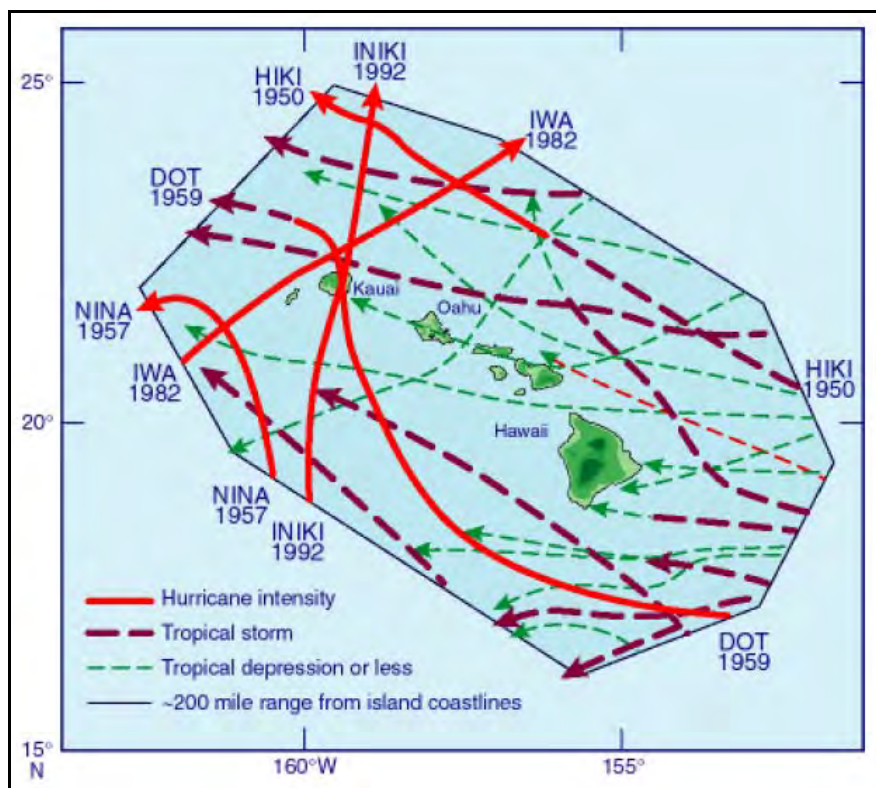 INIKI
1992
HIKI
1950
IWA
1982
25°
DOT
1959
Kauai
Oahu
NINA
1957
IWA
1982
HIKI
1950
20°
Hawaii
NINA
1957
INIKI
1992
Hurricane intensity
Tropical storm
Tropical depression or less
~200 mile range from island coastlines
DOT
1959
15°
N
160°W
155°